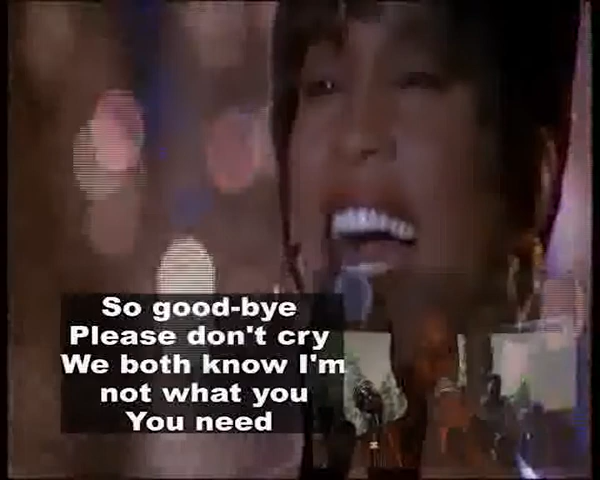 So good-bye
Please don't cry
We both know I'm
not what you
You need